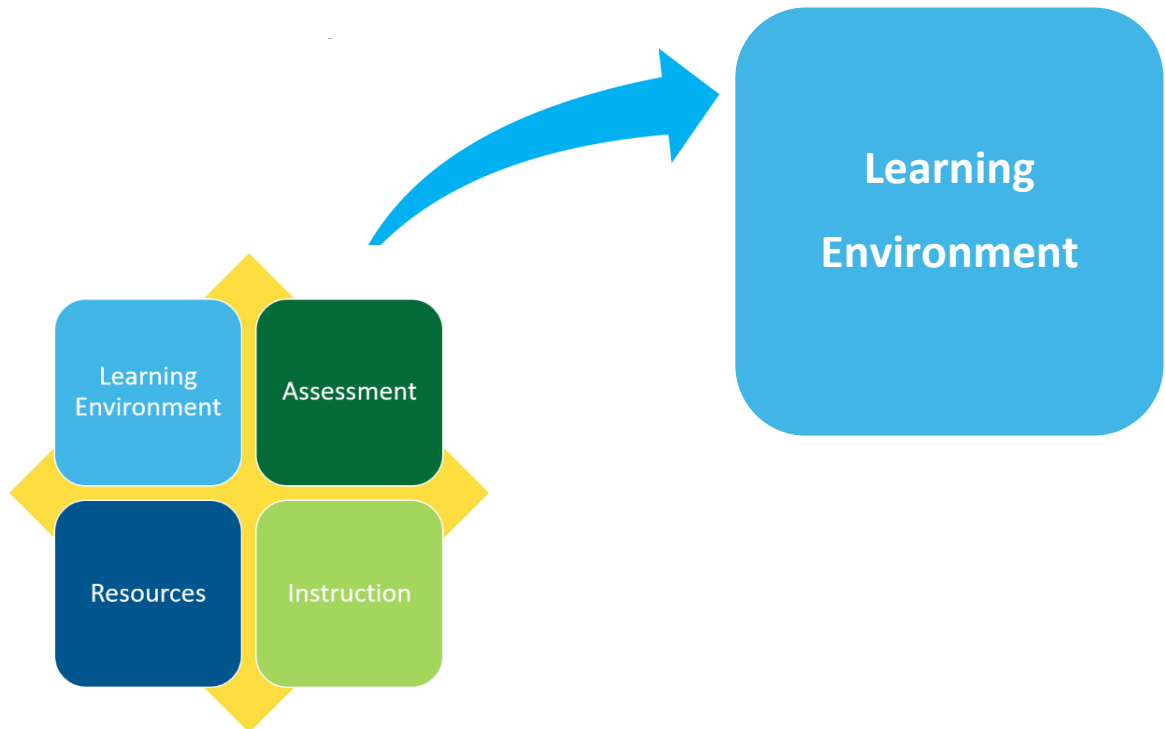 Learning
Environment
Learning
Environment
Assessment
Resources
Instruction